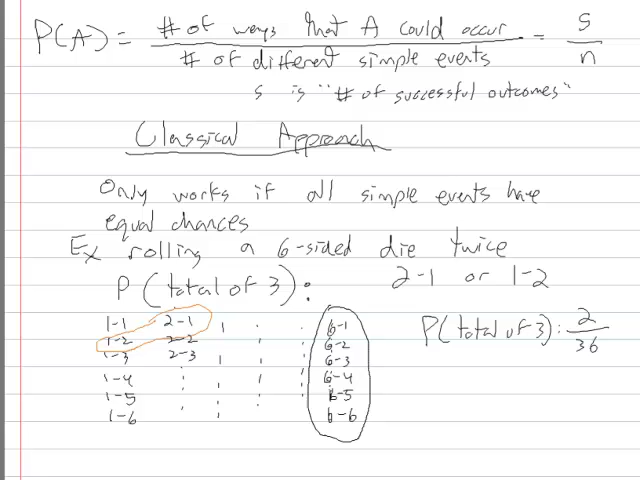 P(A) = # of ways that A could occur / # of different simple events = s / n
s is "# of successful outcomes"
Classical Approach
Only works if all simple events have
equal chances
Ex rolling a 6-sided die twice
P(total of 3): 2-1 or 1-2
1-1 2-1 6-1
1-2 2-2 6-2
1-3 2-3 6-3
1-4 6-4
1-5 6-5
1-6 6-6
P(total of 3): 2/36